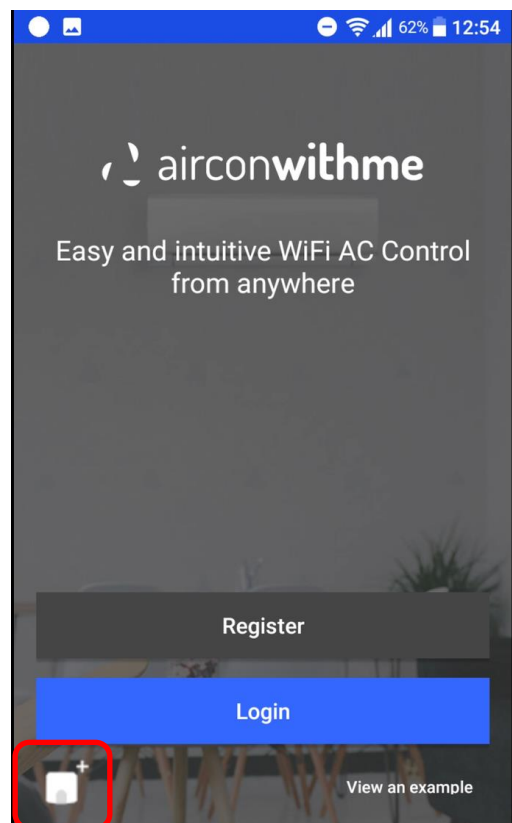 62% 12:54
airconwithme
Easy and intuitive WiFi AC Control
from anywhere
Register
Login
View an example